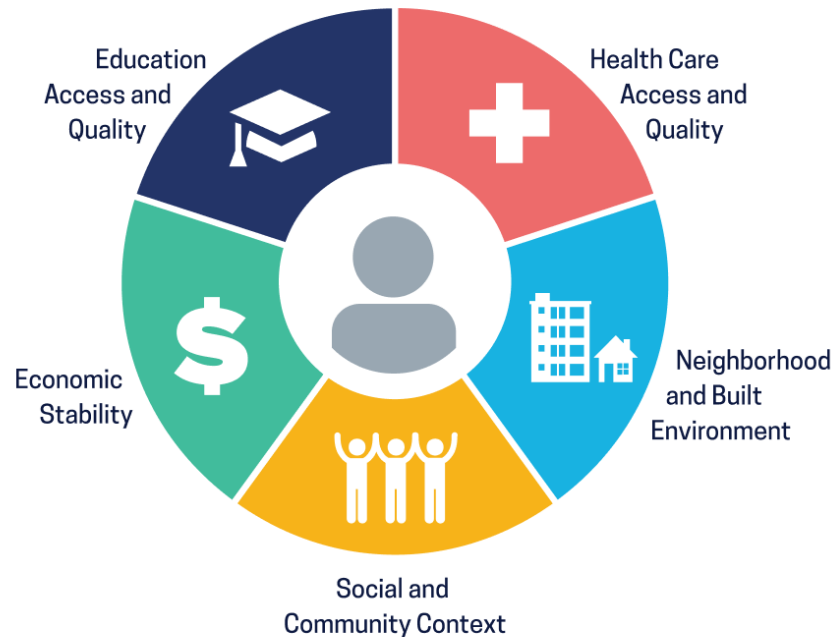 Education
Access and
Quality
Health Care
Access and
Quality
Economic
Stability
Neighborhood
and Built
Environment
Social and
Community Context